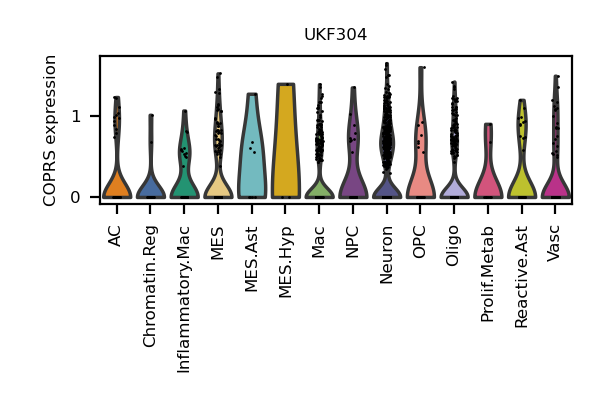 UKF304
COPRS expression
1
0
AC
Chromatin.Reg
Inflammatory.Mac
MES
MES.Ast
MES.Hyp
Mac
NPC
Neuron
OPC
Oligo
Prolif.Metab
Reactive.Ast
Vasc